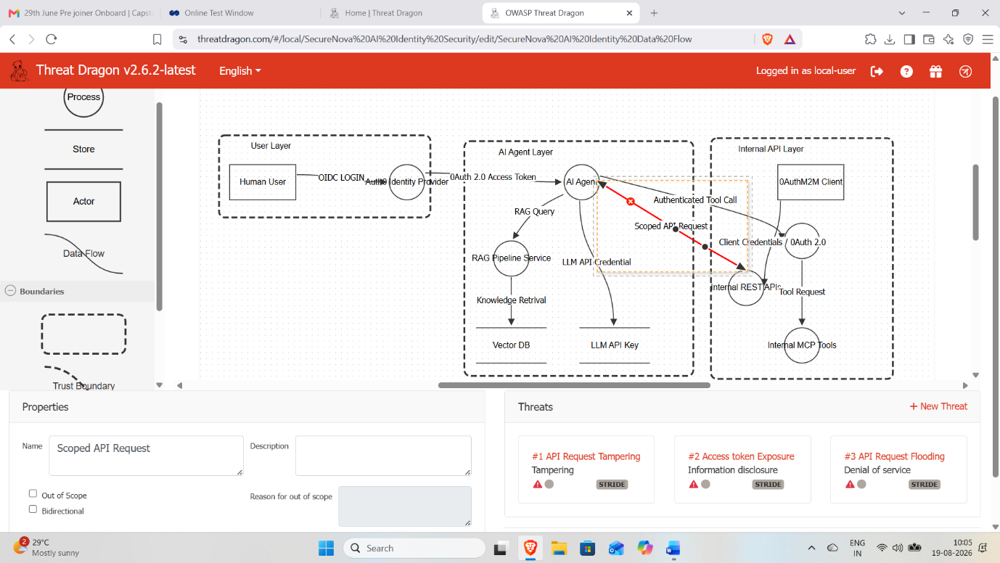 29th June Pre joiner Onboard | Capst
Online Test Window
Home | Threat Dragon
OWASP Threat Dragon
threatdragon.com/#/local/SecureNova%20AI%20Identity%20Security/edit/SecureNova%20AI%20Identity%20Data%20Flow
Threat Dragon v2.6.2-latest
English
Logged in as local-user
Process
Store
Actor
Data Flow
Boundaries
Trust Boundary
User Layer
Human User
OIDC LOGIN
Auth0 Identity Provider
0Auth 2.0 Access Token
AI Agent Layer
AI Agent
RAG Query
RAG Pipeline Service
LLM API Credential
Knowledge Retrival
Vector DB
LLM API Key
Authenticated Tool Call
Scoped API Request
Internal API Layer
0AuthM2M Client
Client Credentials / 0Auth 2.0
Internal REST APIs
Tool Request
Internal MCP Tools
Properties
Name
Scoped API Request
Description
Out of Scope
Bidirectional
Reason for out of scope
Threats
+ New Threat
#1 API Request Tampering
Tampering
STRIDE
#2 Access token Exposure
Information disclosure
STRIDE
#3 API Request Flooding
Denial of service
STRIDE
2
29°C
Mostly sunny
Search
ENG
IN
10:05
19-08-2026